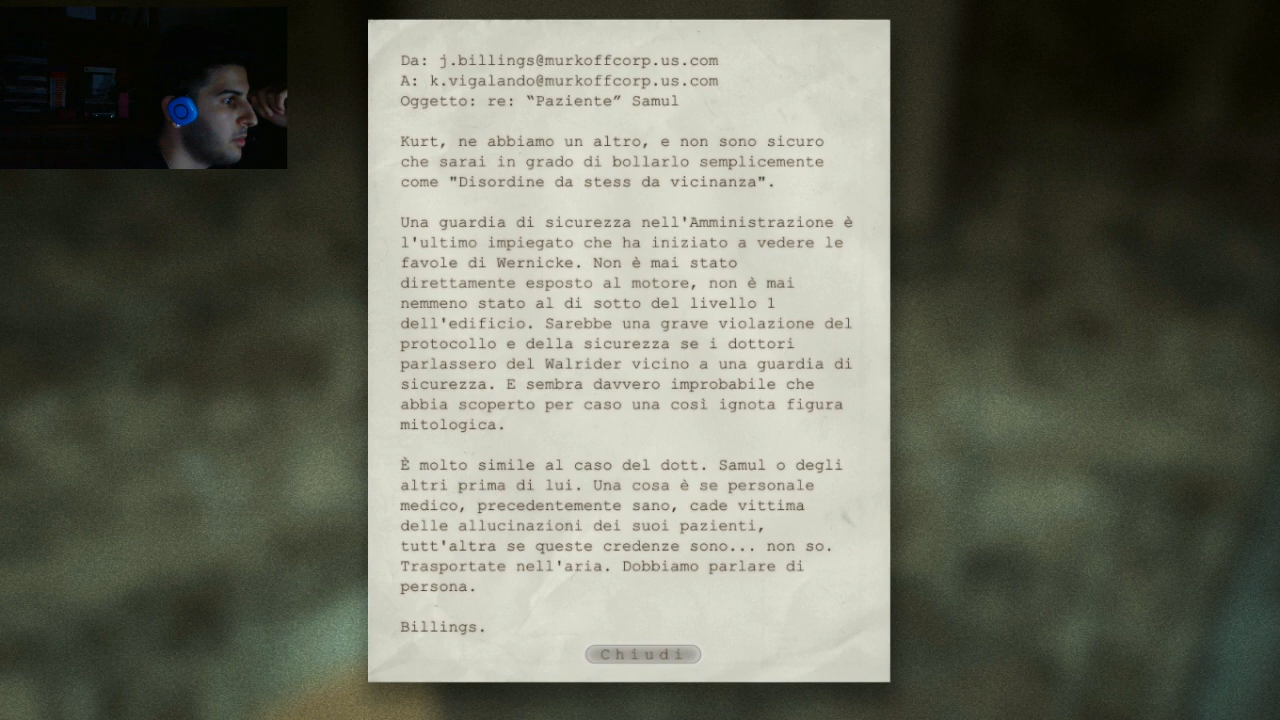 Da: j.billings@murkoffcorp.us.com
A: k.vigalando@murkoffcorp.us.com
Oggetto: re: “Paziente” Samul
Kurt, ne abbiamo un altro, e non sono sicuro
che sarai in grado di bollarlo semplicemente
come "Disordine da stess da vicinanza".
Una guardia di sicurezza nell'Amministrazione è
l'ultimo impiegato che ha iniziato a vedere le
favole di Wernicke. Non è mai stato
direttamente esposto al motore, non è mai
nemmeno stato al di sotto del livello 1
dell'edificio. Sarebbe una grave violazione del
protocollo e della sicurezza se i dottori
parlassero del Walrider vicino a una guardia di
sicurezza. E sembra davvero improbabile che
abbia scoperto per caso una così ignota figura
mitologica.
È molto simile al caso del dott. Samul o degli
altri prima di lui. Una cosa è se personale
medico, precedentemente sano, cade vittima
delle allucinazioni dei suoi pazienti,
tutt'altra se queste credenze sono... non so.
Trasportate nell'aria. Dobbiamo parlare di
persona.
Billings.
Chiudi